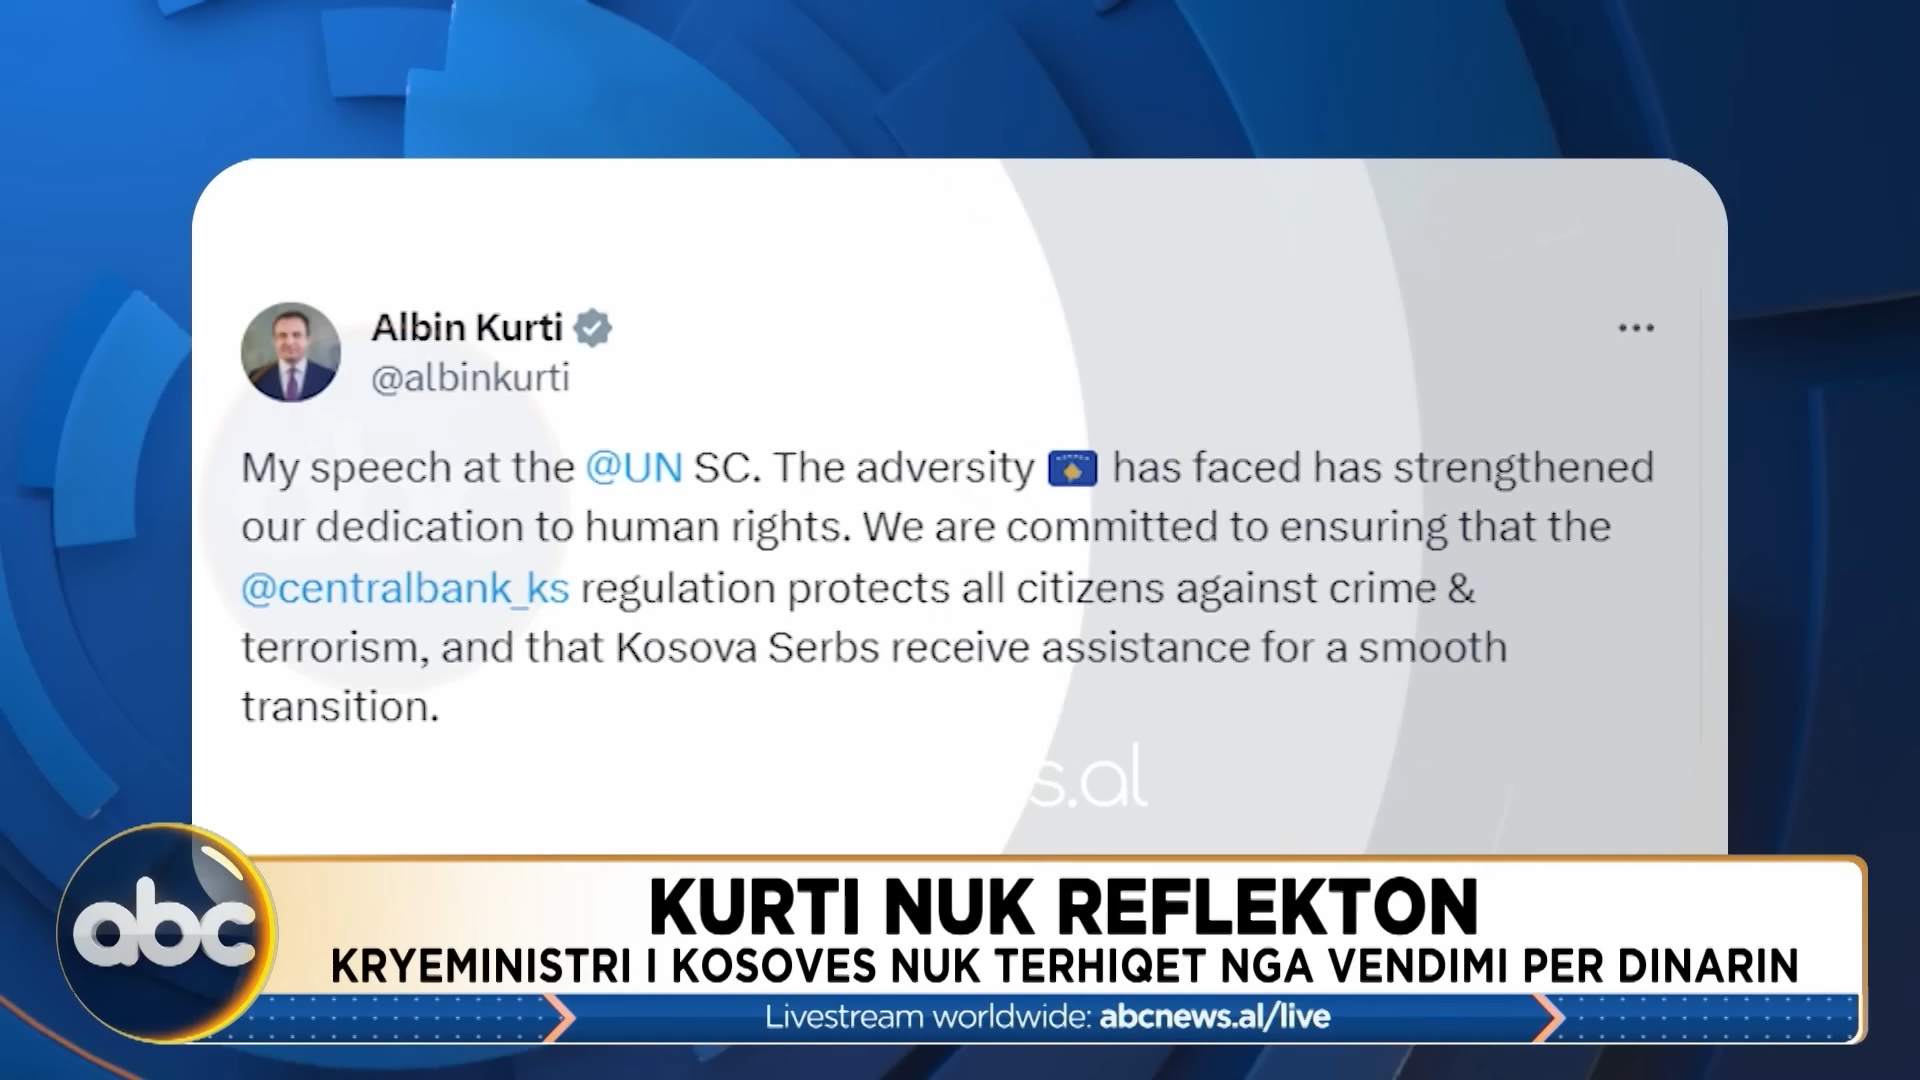 Albin Kurti
@albinkurti
My speech at the @UN SC. The adversity 🇽🇰 has faced has strengthened
our dedication to human rights. We are committed to ensuring that the
@centralbank_ks regulation protects all citizens against crime &
terrorism, and that Kosova Serbs receive assistance for a smooth
transition.
s.al
abc
KURTI NUK REFLEKTON
KRYEMINISTRI I KOSOVES NUK TERHIQET NGA VENDIMI PER DINARIN
Livestream worldwide: abcnews.al/live